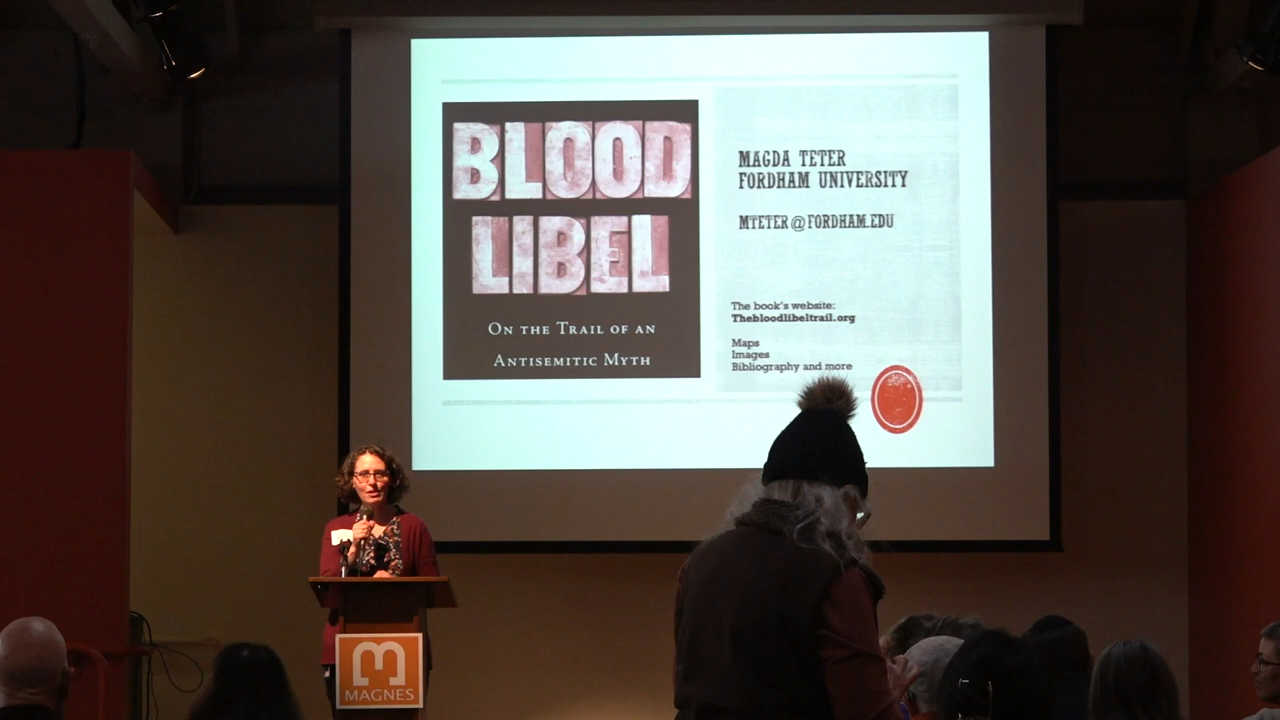 BLOOD
LIBEL
ON THE TRAIL OF AN
ANTISEMITIC MYTH
MAGDA TETER
FORDHAM UNIVERSITY
MTETER@FORDHAM.EDU
The book's website:
Thebloodlibeltrail.org
Maps
Images
Bibliography and more
MAGNES